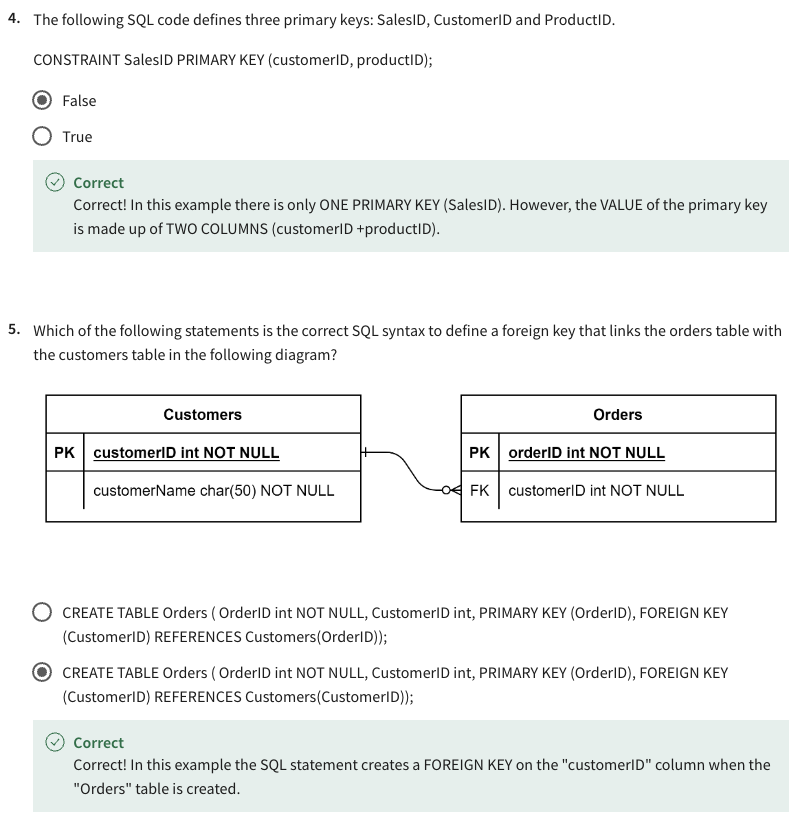 4. The following SQL code defines three primary keys: SalesID, CustomerID and ProductID.
CONSTRAINT SalesID PRIMARY KEY (customerID, productID);
False
True
Correct
Correct! In this example there is only ONE PRIMARY KEY (SalesID). However, the VALUE of the primary key
is made up of TWO COLUMNS (customerID +productID).
5. Which of the following statements is the correct SQL syntax to define a foreign key that links the orders table with
the customers table in the following diagram?
Customers
PK customerID int NOT NULL
customerName char(50) NOT NULL
Orders
PK orderID int NOT NULL
FK customerID int NOT NULL
CREATE TABLE Orders ( OrderID int NOT NULL, CustomerID int, PRIMARY KEY (OrderID), FOREIGN KEY
(CustomerID) REFERENCES Customers(OrderID));
CREATE TABLE Orders ( OrderID int NOT NULL, CustomerID int, PRIMARY KEY (OrderID), FOREIGN KEY
(CustomerID) REFERENCES Customers(CustomerID));
Correct
Correct! In this example the SQL statement creates a FOREIGN KEY on the "customerID" column when the
"Orders" table is created.